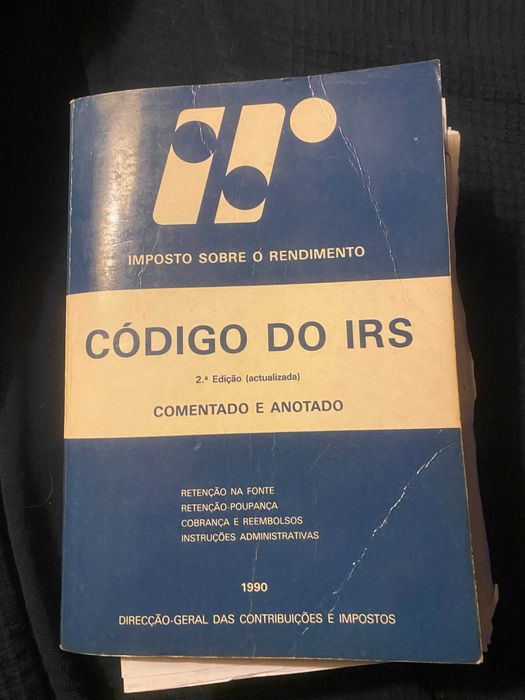 IMPOSTO SOBRE O RENDIMENTO
CÓDIGO DO IRS
2.ª Edição (actualizada)
COMENTADO E ANOTADO
RETENÇÃO NA FONTE
RETENÇÃO-POUPANÇA
COBRANÇA E REEMBOLSOS
INSTRUÇÕES ADMINISTRATIVAS
1990
DIRECÇÃO-GERAL DAS CONTRIBUIÇÕES E IMPOSTOS